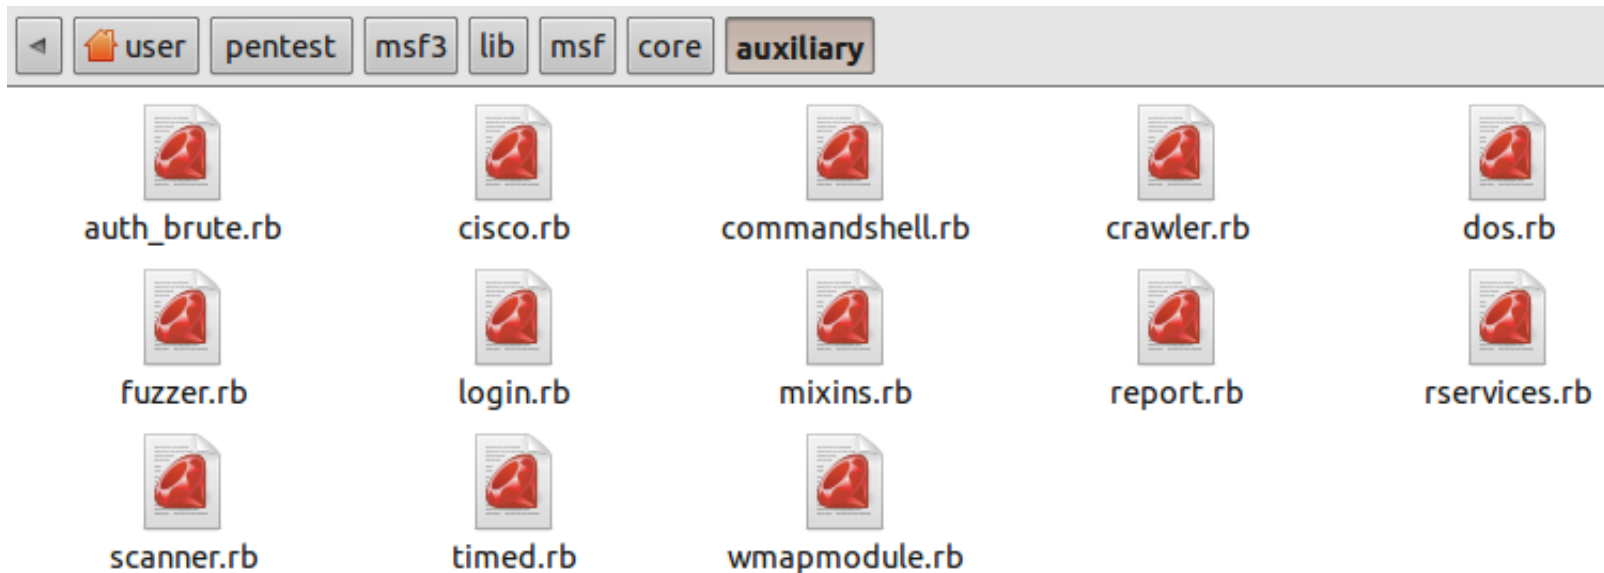 user pentest msf3 lib msf core auxiliary
auth_brute.rb cisco.rb commandshell.rb crawler.rb dos.rb
fuzzer.rb login.rb mixins.rb report.rb rservices.rb
scanner.rb timed.rb wmapmodule.rb